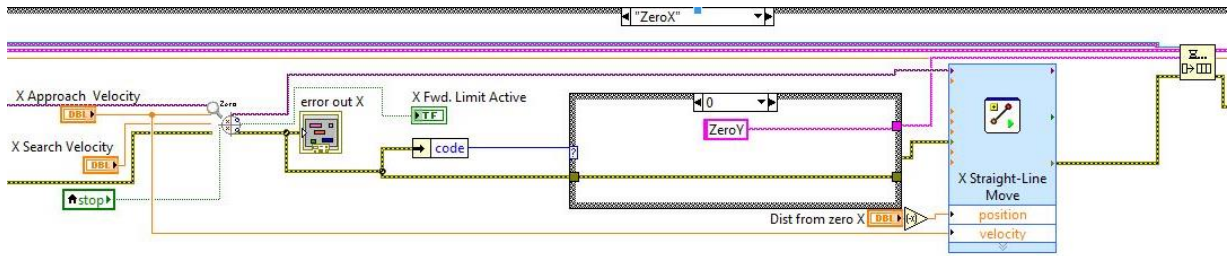 "ZeroX"
X Approach Velocity
DBL
Zero
error out X
X Fwd. Limit Active
TF
0
ZeroY
X Search Velocity
DBL
code
?
stop
X Straight-Line
Move
Dist from zero X
DBL
-x
position
velocity